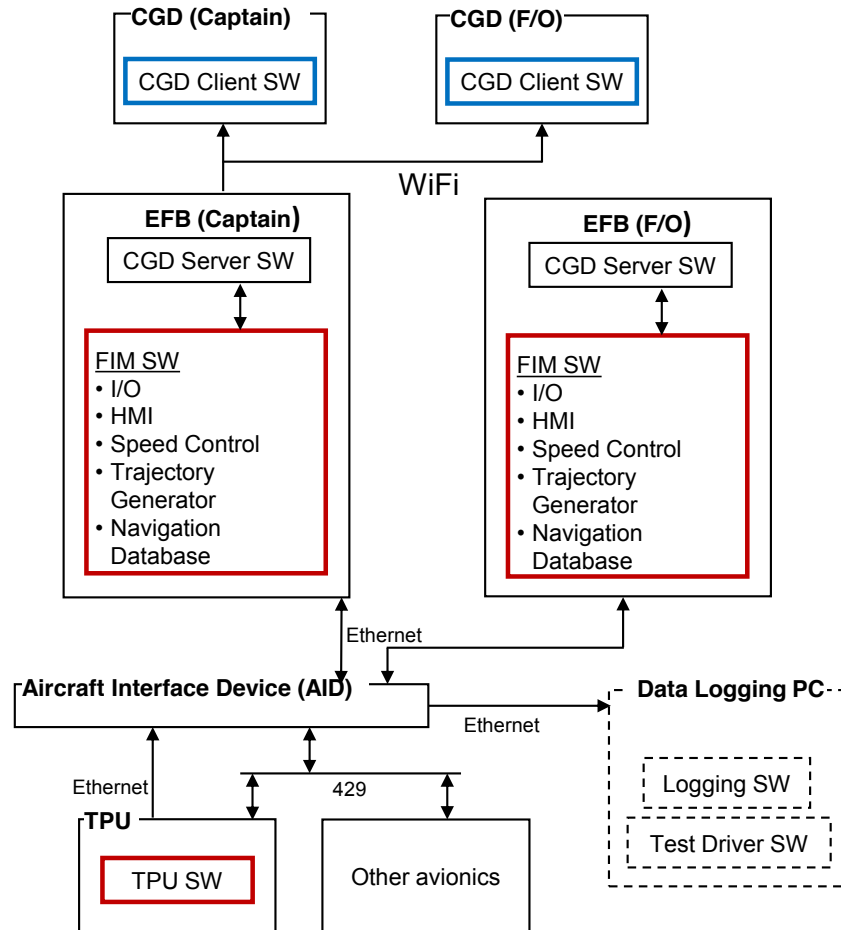 CGD (Captain)
CGD (F/O)
CGD Client SW
CGD Client SW
WiFi
EFB (Captain)
CGD Server SW
FIM SW
• I/O
• HMI
• Speed Control
• Trajectory
Generator
• Navigation
Database
EFB (F/O)
CGD Server SW
FIM SW
• I/O
• HMI
• Speed Control
• Trajectory
Generator
• Navigation
Database
Ethernet
Aircraft Interface Device (AID)
Ethernet
Data Logging PC
Logging SW
Test Driver SW
Ethernet
429
TPU
TPU SW
Other avionics